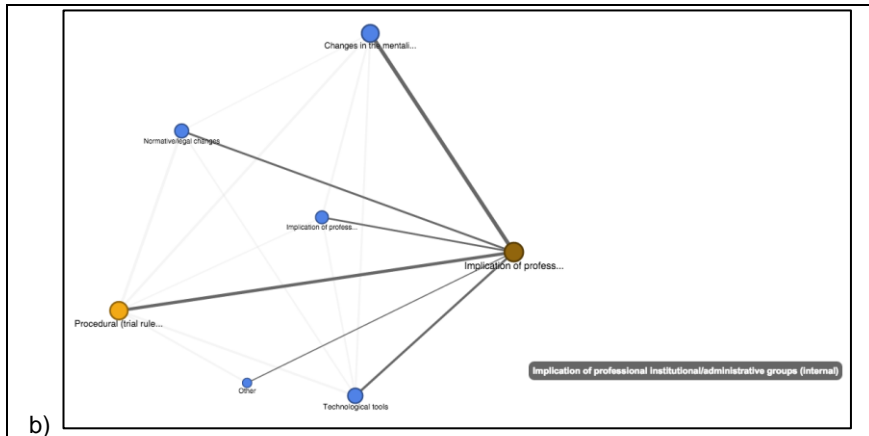 Changes in the mentali...
Normative/legal changes
Implication of profess...
Implication of profess...
Procedural (trial rule...
Implication of professional institutional/administrative groups (internal)
Other
Technological tools
b)